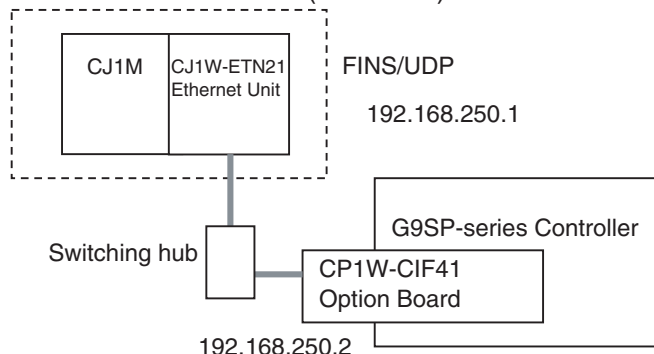 CJ1M
CJ1W-ETN21
Ethernet Unit
FINS/UDP
192.168.250.1
G9SP-series Controller
Switching hub
CP1W-CIF41
Option Board
192.168.250.2